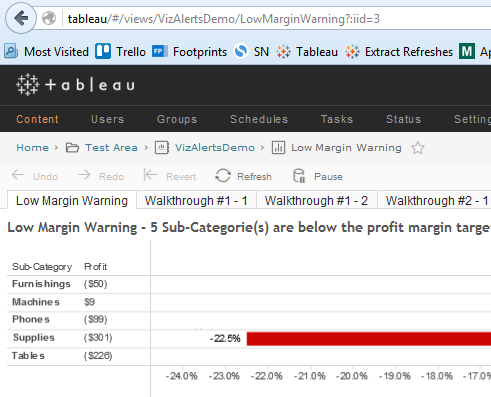 tableau/#/views/VizAlertsDemo/LowMarginWarning?:iid=3
Most Visited Trello FP Footprints SN Tableau Extract Refreshes M Ap
+ a b | e a u
Content Users Groups Schedules Tasks Status Setting
Home › Test Area › VizAlertsDemo › Low Margin Warning
Undo Redo Revert Refresh Pause
Low Margin Warning Walkthrough #1 - 1 Walkthrough #1 - 2 Walkthrough #2 - 1
Low Margin Warning - 5 Sub-Categorie(s) are below the profit margin targe
Sub-Category Profit
Furnishings ($50)
Machines $9
Phones ($99)
Supplies ($301) -22.5%
Tables ($226)
-24.0% -23.0% -22.0% -21.0% -20.0% -19.0% -18.0% -17.0%